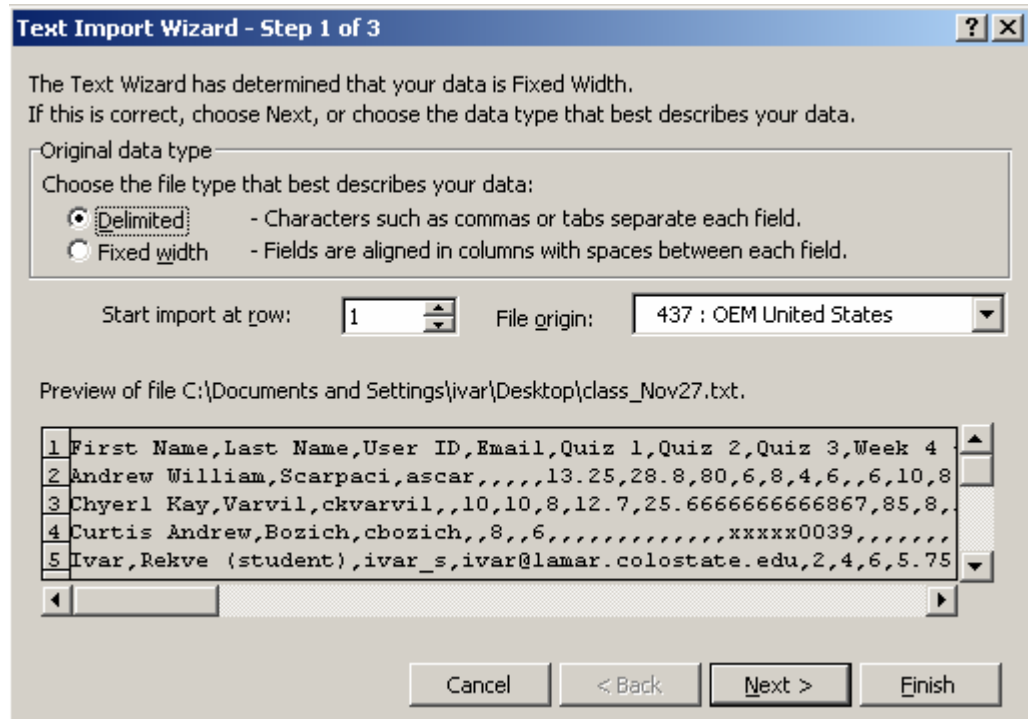 Text Import Wizard - Step 1 of 3
The Text Wizard has determined that your data is Fixed Width.
If this is correct, choose Next, or choose the data type that best describes your data.
Original data type
Choose the file type that best describes your data:
Delimited - Characters such as commas or tabs separate each field.
Fixed width - Fields are aligned in columns with spaces between each field.
Start import at row: 1 File origin: 437 : OEM United States
Preview of file C:\Documents and Settings\ivar\Desktop\class_Nov27.txt.
1 First Name,Last Name,User ID,Email,Quiz 1,Quiz 2,Quiz 3,Week 4
2 Andrew William,Scarpaci,ascar,,,,,13.25,28.8,80,6,8,4,6,,6,10,8
3 Chyerl Kay,Varvil,ckvarvil,,10,10,8,12.7,25.6666666666867,85,8,
4 Curtis Andrew,Bozich,cbozich,,8,,6,,,,,,,,,,,,,xxxxx0039,,,,,,,
5 Ivar,Rekve (student),ivar_s,ivar@lamar.colostate.edu,2,4,6,5.75
Cancel < Back Next > Finish